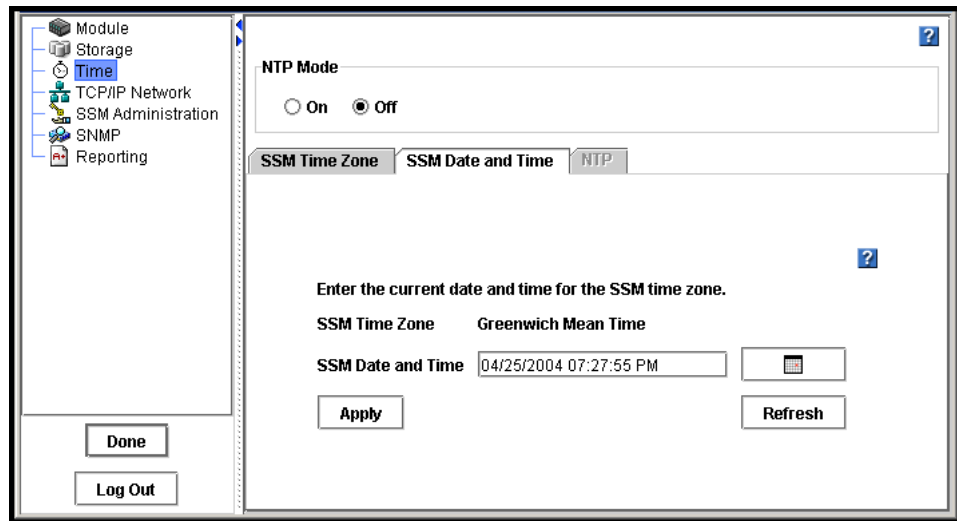 Module
Storage
Time
TCP/IP Network
SSM Administration
SNMP
Reporting
Done
Log Out
?
NTP Mode
On Off
SSM Time Zone SSM Date and Time NTP
?
Enter the current date and time for the SSM time zone.
SSM Time Zone Greenwich Mean Time
SSM Date and Time 04/25/2004 07:27:55 PM
Apply Refresh